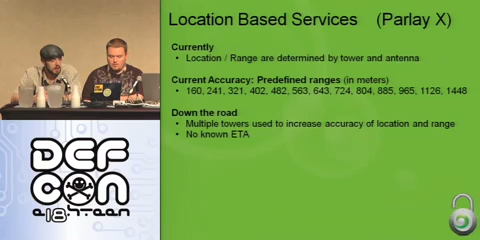 Location Based Services (Parlay X)
Currently
• Location / Range are determined by tower and antenna
Current Accuracy: Predefined ranges (in meters)
• 160, 241, 321, 402, 482, 563, 643, 724, 804, 885, 965, 1126, 1448
Down the road
• Multiple towers used to increase accuracy of location and range
• No known ETA
DEF
CON
e18hteen